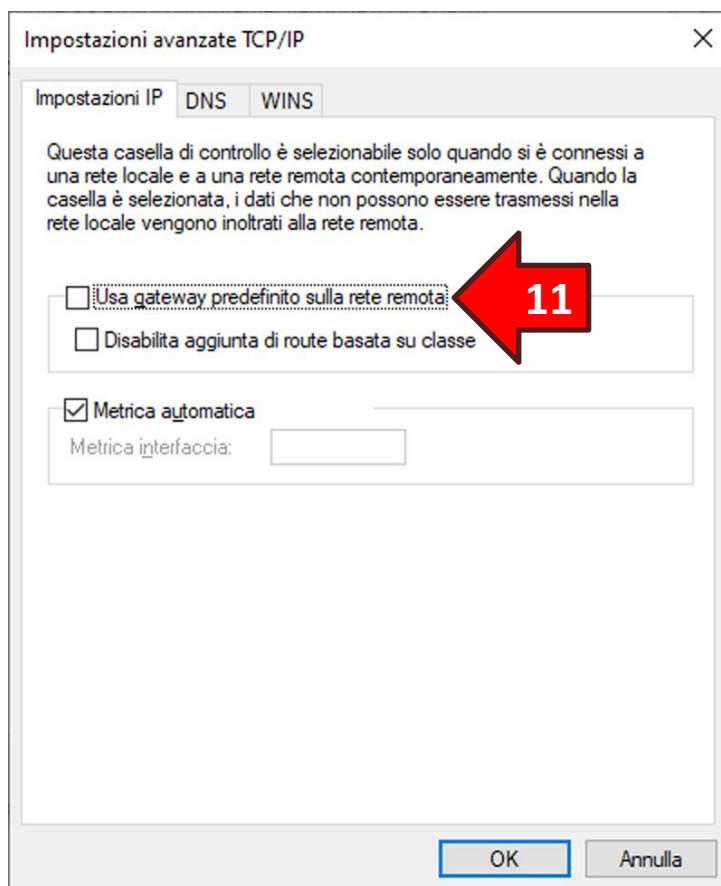 Impostazioni avanzate TCP/IP
Impostazioni IP
DNS
WINS
Questa casella di controllo è selezionabile solo quando si è connessi a
una rete locale e a una rete remota contemporaneamente. Quando la
casella è selezionata, i dati che non possono essere trasmessi nella
rete locale vengono inoltrati alla rete remota.
Usa gateway predefinito sulla rete remota
11
Disabilita aggiunta di route basata su classe
Metrica automatica
Metrica interfaccia:
OK
Annulla